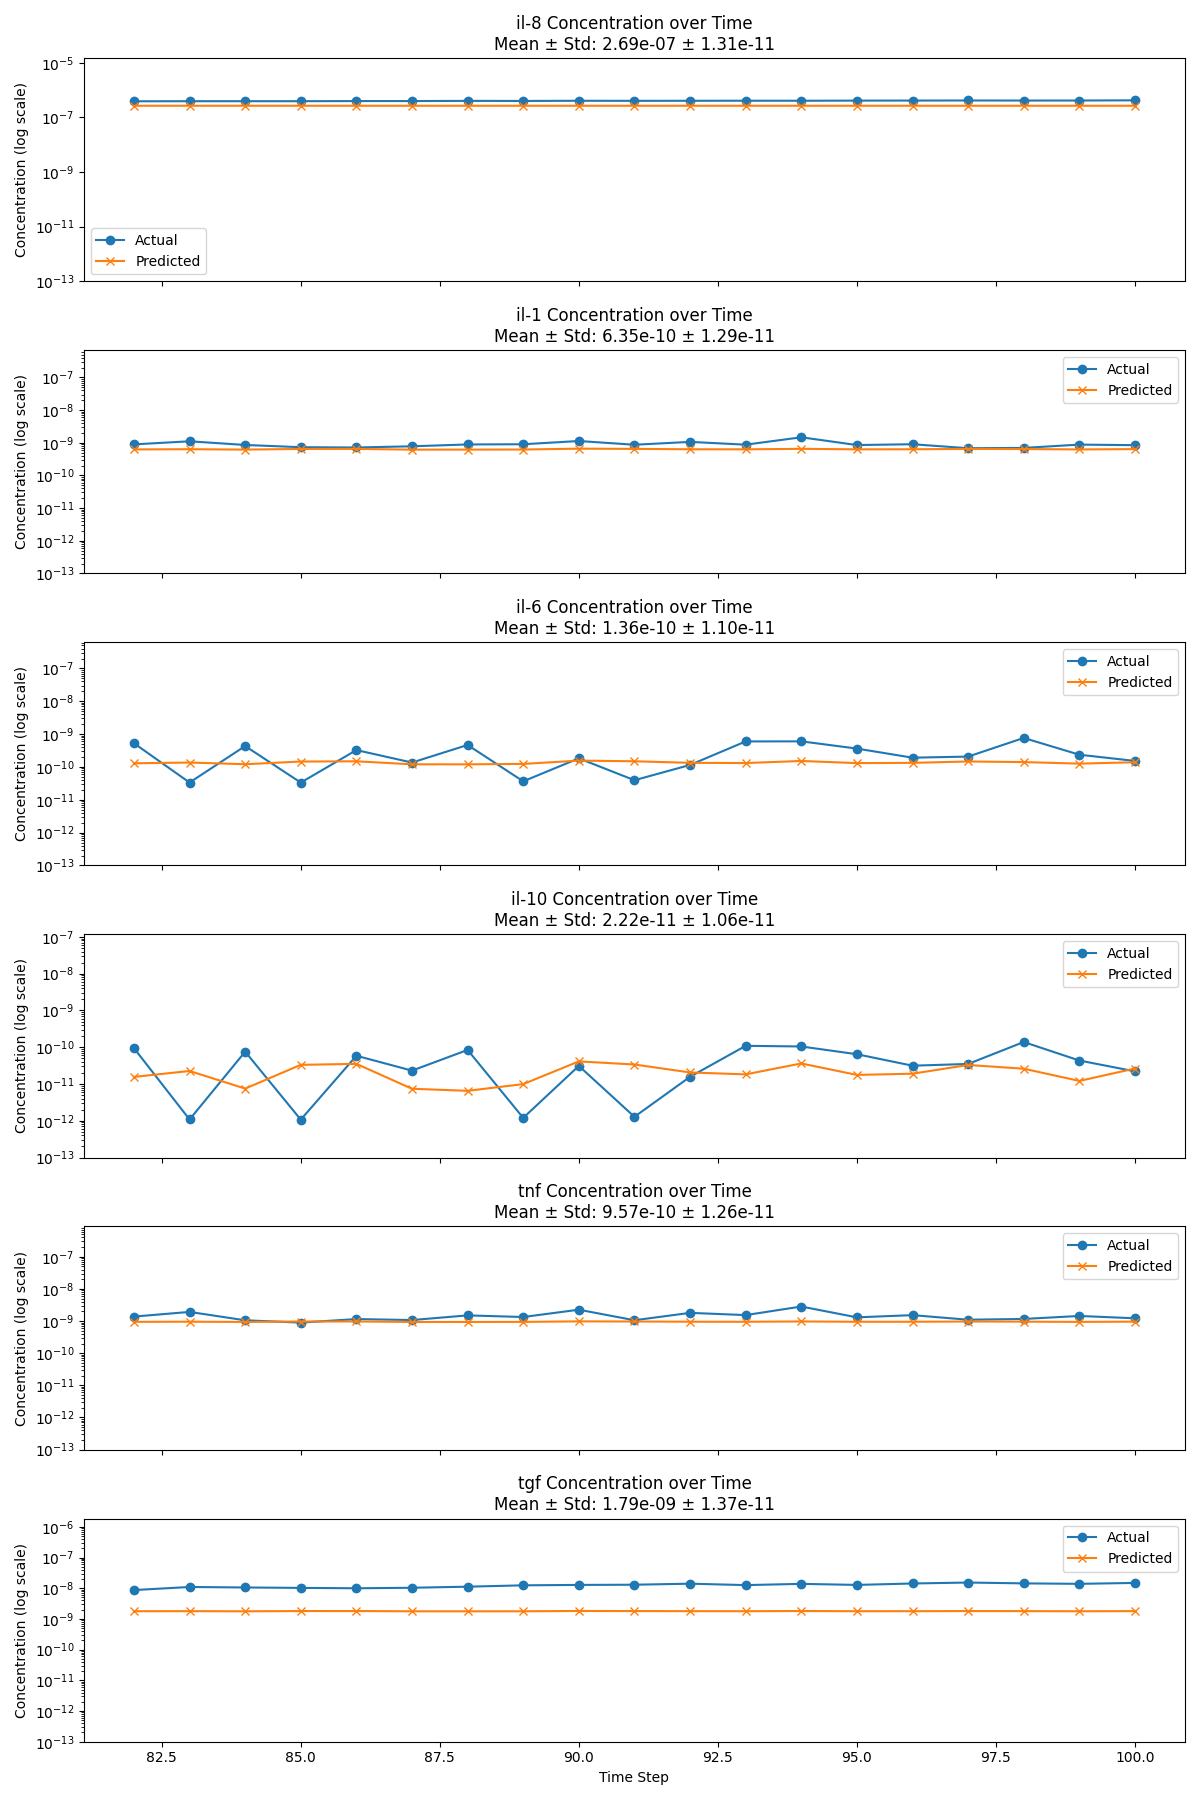 il-8 Concentration over Time
Mean ± Std: 2.69e-07 ± 1.31e-11
Concentration (log scale)
10⁻⁵
10⁻⁷
10⁻⁹
10⁻¹¹
10⁻¹³
Actual
Predicted
il-1 Concentration over Time
Mean ± Std: 6.35e-10 ± 1.29e-11
Concentration (log scale)
10⁻⁷
10⁻⁸
10⁻⁹
10⁻¹⁰
10⁻¹¹
10⁻¹²
10⁻¹³
Actual
Predicted
il-6 Concentration over Time
Mean ± Std: 1.36e-10 ± 1.10e-11
Concentration (log scale)
10⁻⁷
10⁻⁸
10⁻⁹
10⁻¹⁰
10⁻¹¹
10⁻¹²
10⁻¹³
Actual
Predicted
il-10 Concentration over Time
Mean ± Std: 2.22e-11 ± 1.06e-11
Concentration (log scale)
10⁻⁷
10⁻⁸
10⁻⁹
10⁻¹⁰
10⁻¹¹
10⁻¹²
10⁻¹³
Actual
Predicted
tnf Concentration over Time
Mean ± Std: 9.57e-10 ± 1.26e-11
Concentration (log scale)
10⁻⁷
10⁻⁸
10⁻⁹
10⁻¹⁰
10⁻¹¹
10⁻¹²
10⁻¹³
Actual
Predicted
tgf Concentration over Time
Mean ± Std: 1.79e-09 ± 1.37e-11
Concentration (log scale)
10⁻⁶
10⁻⁷
10⁻⁸
10⁻⁹
10⁻¹⁰
10⁻¹¹
10⁻¹²
10⁻¹³
Actual
Predicted
82.5 85.0 87.5 90.0 92.5 95.0 97.5 100.0
Time Step